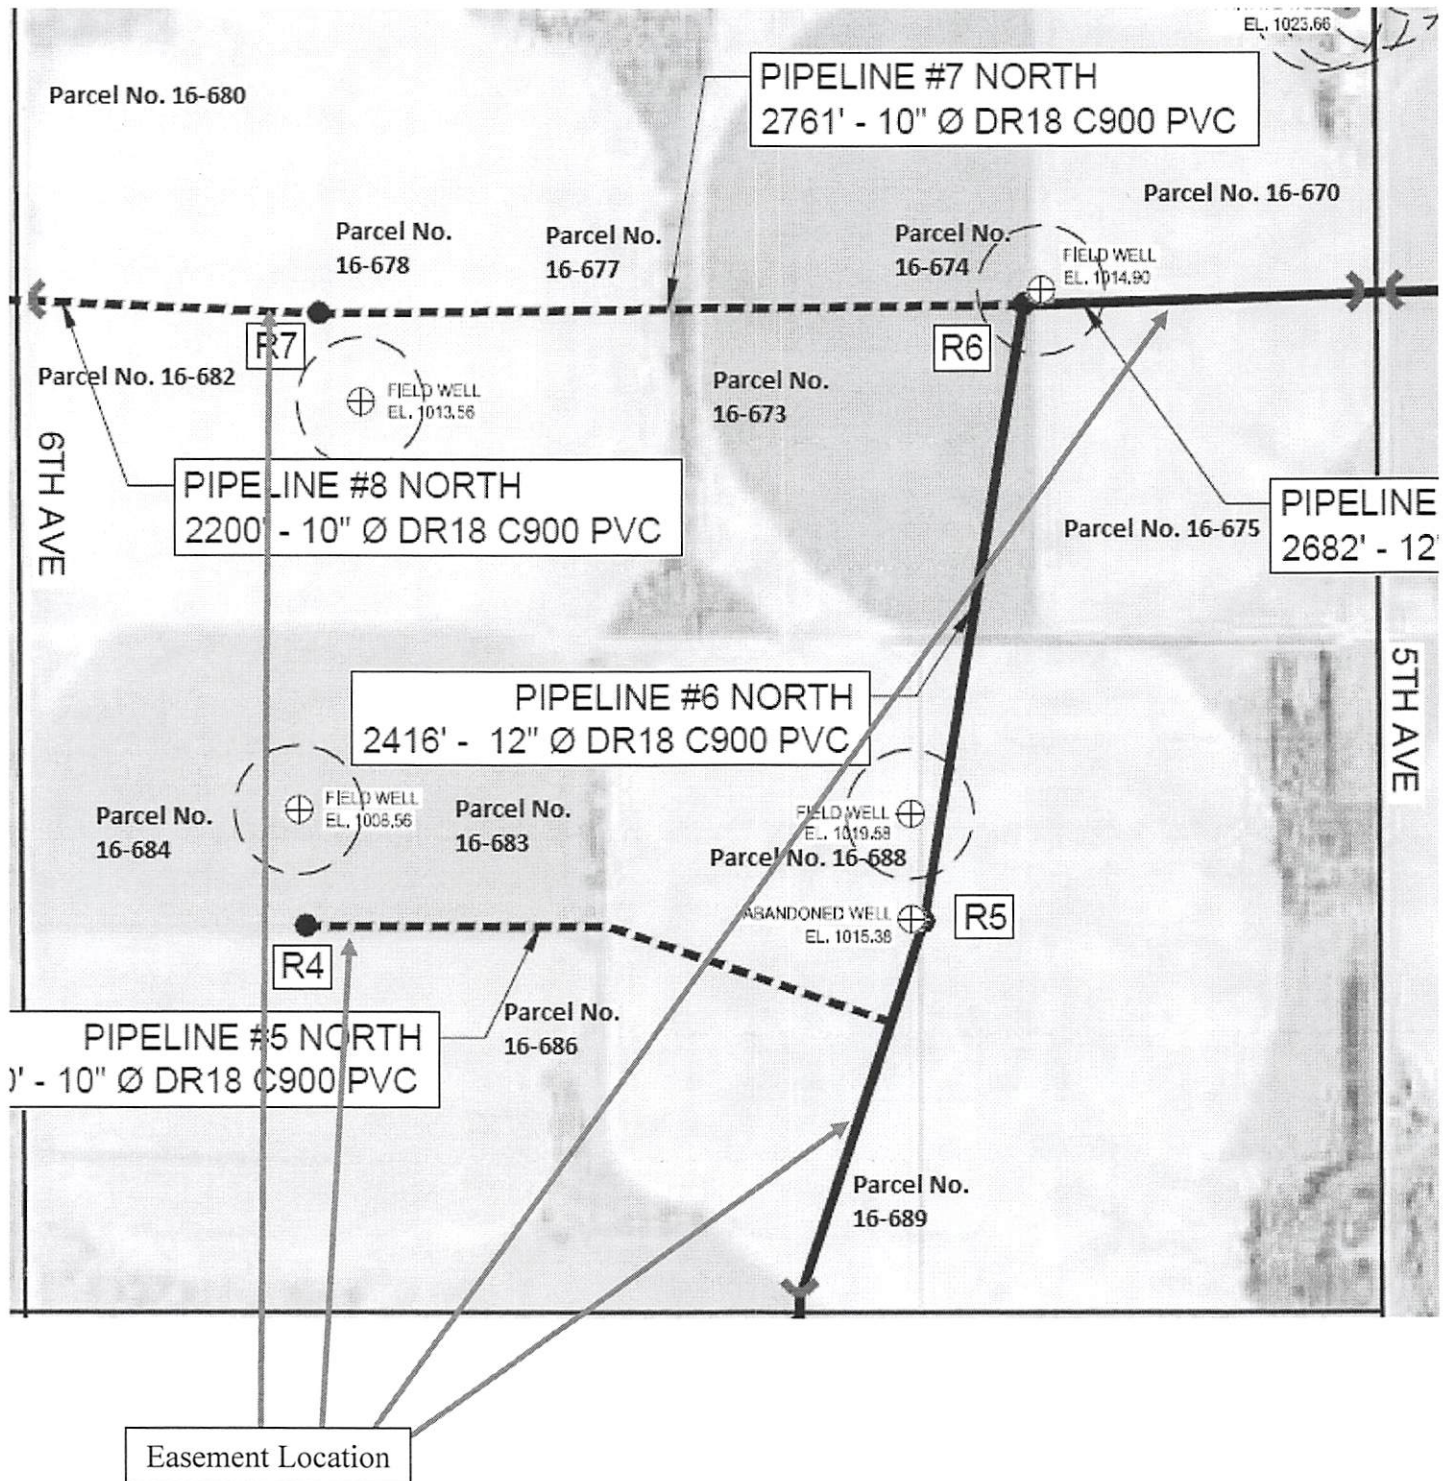 EL. 1023.66
PIPELINE #7 NORTH
2761' - 10" Ø DR18 C900 PVC
Parcel No. 16-680
Parcel No. 16-670
Parcel No.
16-678
Parcel No.
16-677
Parcel No.
16-674
FIELD WELL
EL. 1014.90
R7
R6
Parcel No. 16-682
FIELD WELL
EL. 1013.56
Parcel No.
16-673
6TH AVE
PIPELINE #8 NORTH
2200' - 10" Ø DR18 C900 PVC
Parcel No. 16-675
PIPELINE
2682' - 12"
5TH AVE
PIPELINE #6 NORTH
2416' - 12" Ø DR18 C900 PVC
FIELD WELL
EL. 1008.56
Parcel No.
16-684
Parcel No.
16-683
FIELD WELL
EL. 1019.58
Parcel No. 16-688
ABANDONED WELL
EL. 1015.38
R5
R4
Parcel No.
16-686
PIPELINE #5 NORTH
0' - 10" Ø DR18 C900 PVC
Parcel No.
16-689
Easement Location